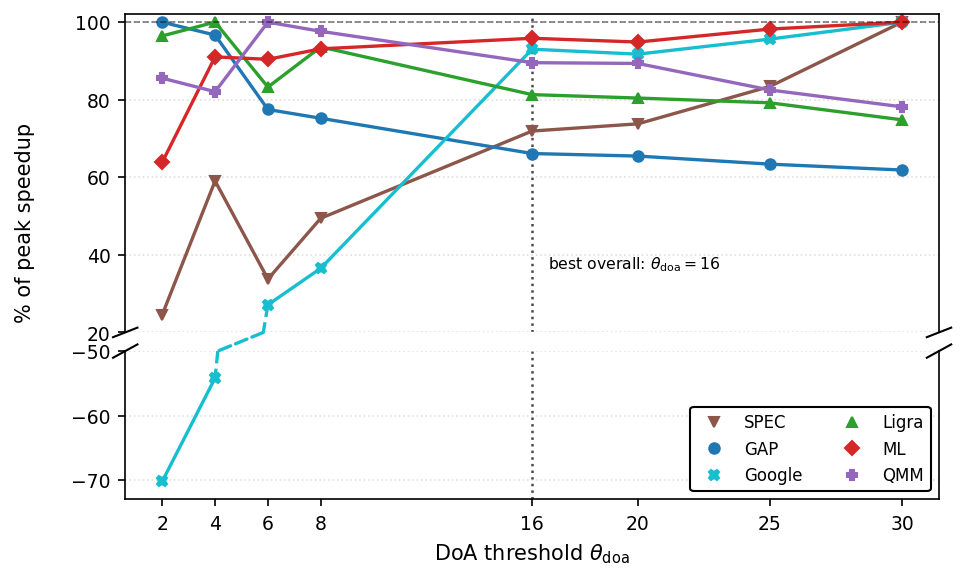 % of peak speedup
100
80
60
40
20
−50
−60
−70
best overall: θdoa = 16
SPEC
GAP
Google
Ligra
ML
QMM
2 4 6 8 16 20 25 30
DoA threshold θdoa